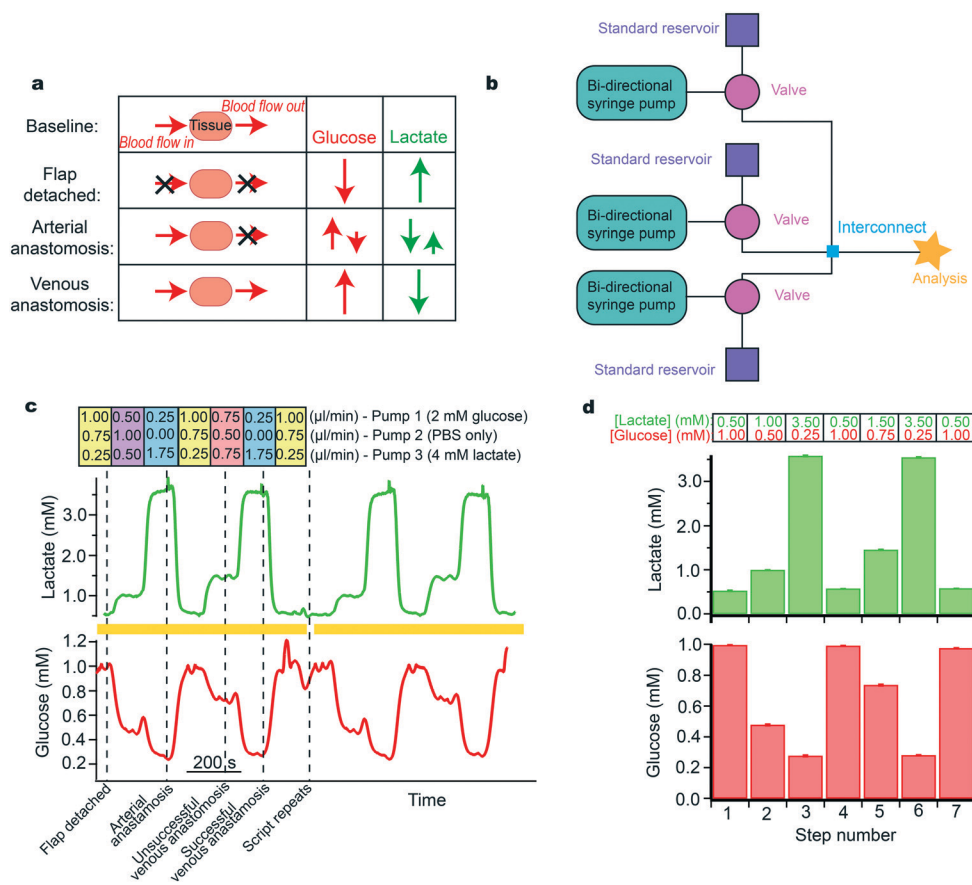 a
Baseline:
Blood flow in
Tissue
Blood flow out
Glucose
Lactate
Flap
detached:
Arterial
anastomosis:
Venous
anastomosis:
b
Standard reservoir
Bi-directional
syringe pump
Valve
Standard reservoir
Bi-directional
syringe pump
Valve
Interconnect
Analysis
Bi-directional
syringe pump
Valve
Standard reservoir
c
1.00 0.50 0.25 1.00 0.75 0.25 1.00 (µl/min) - Pump 1 (2 mM glucose)
0.75 1.00 0.00 0.75 0.50 0.00 0.75 (µl/min) - Pump 2 (PBS only)
0.25 0.50 1.75 0.25 0.75 1.75 0.25 (µl/min) - Pump 3 (4 mM lactate)
Lactate (mM)
3.0
2.0
1.0
Glucose (mM)
1.2
1.0
0.8
0.6
0.4
0.2
200 s
Flap detached
Arterial
anastamosis
Unsuccessful
venous anastomosis
Successful
venous anastamosis
Script repeats
Time
d
[Lactate] (mM): 0.50 1.00 3.50 0.50 1.50 3.50 0.50
[Glucose] (mM) 1.00 0.50 0.25 1.00 0.75 0.25 1.00
Lactate (mM)
3.0
2.0
1.0
0.0
Glucose (mM)
1.0
0.8
0.6
0.4
0.2
0.0
1 2 3 4 5 6 7
Step number